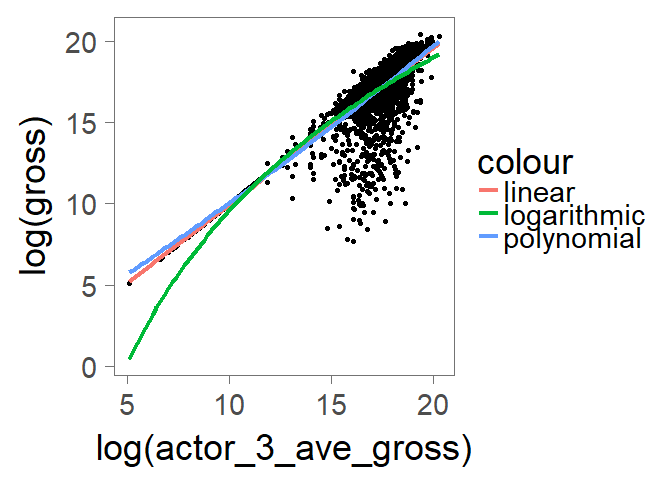 log(gross)
20
15
10
5
0
5 10 15 20
log(actor_3_ave_gross)
colour
linear
logarithmic
polynomial